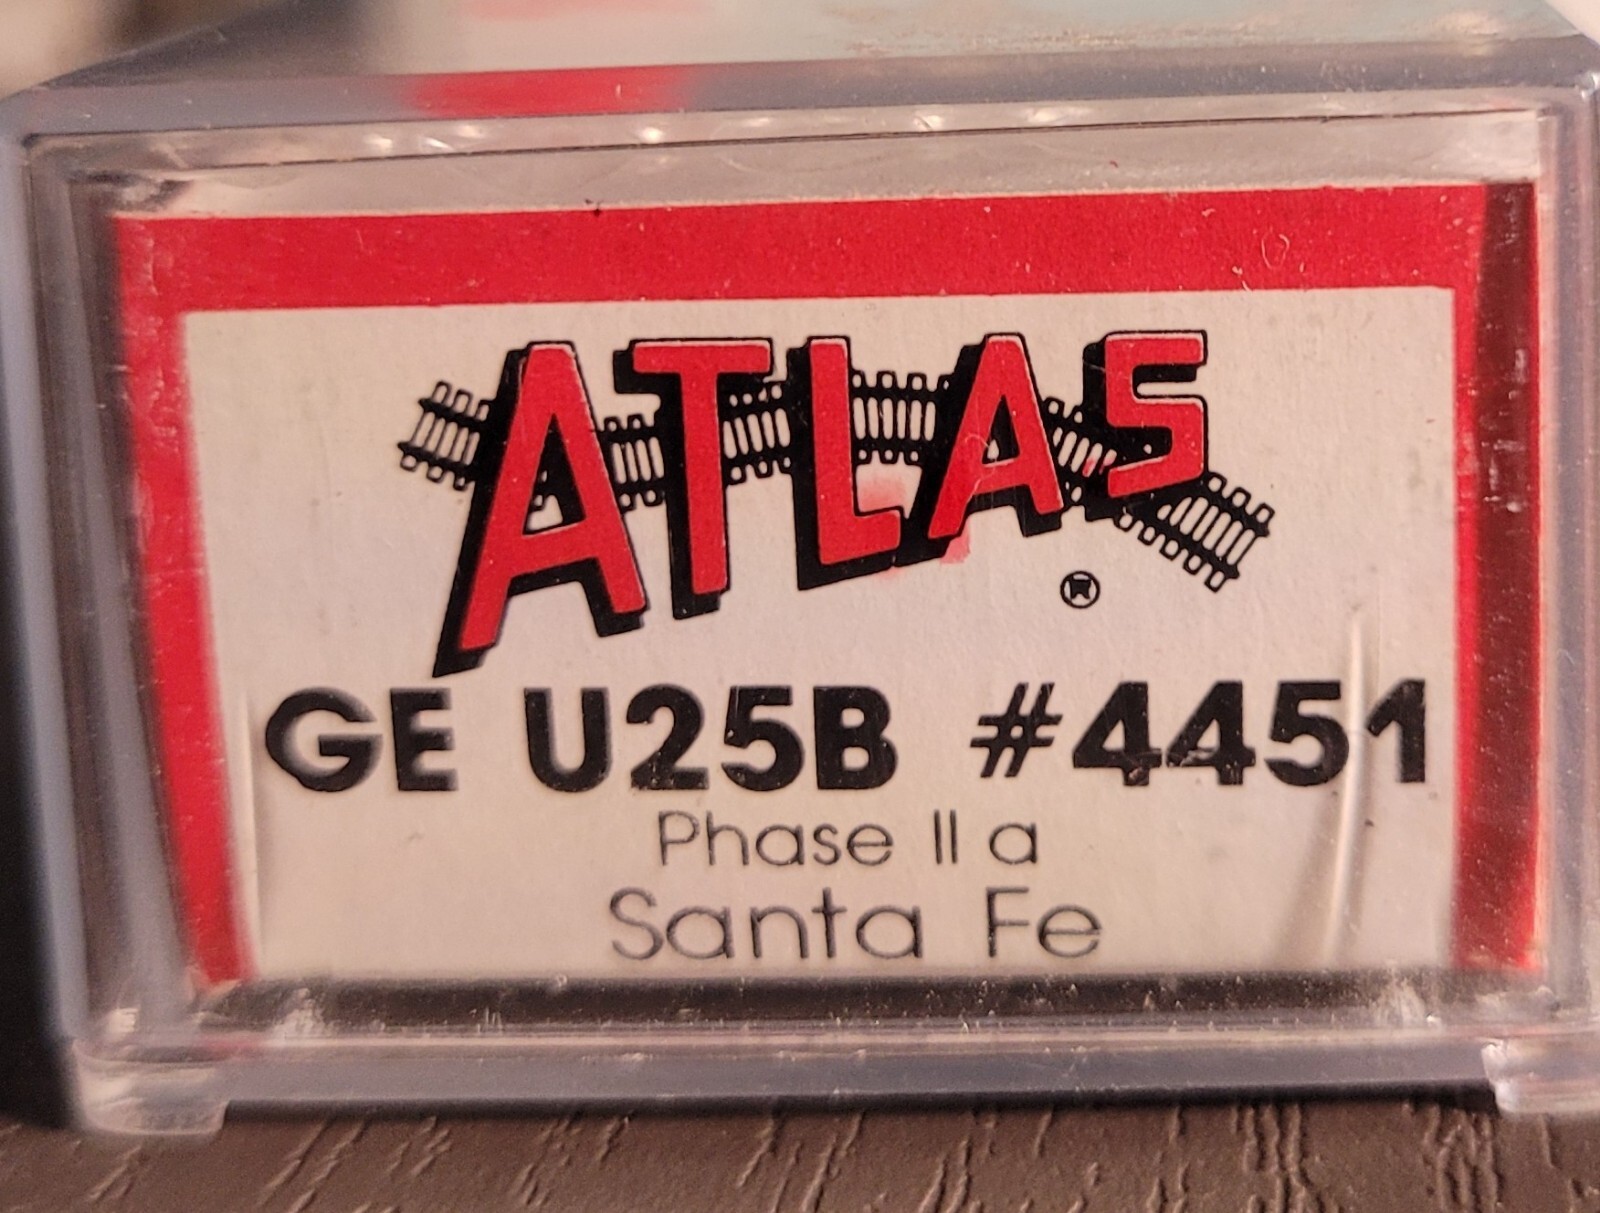 ATLAS
®
GE U25B #4451
Phase II a
Santa Fe